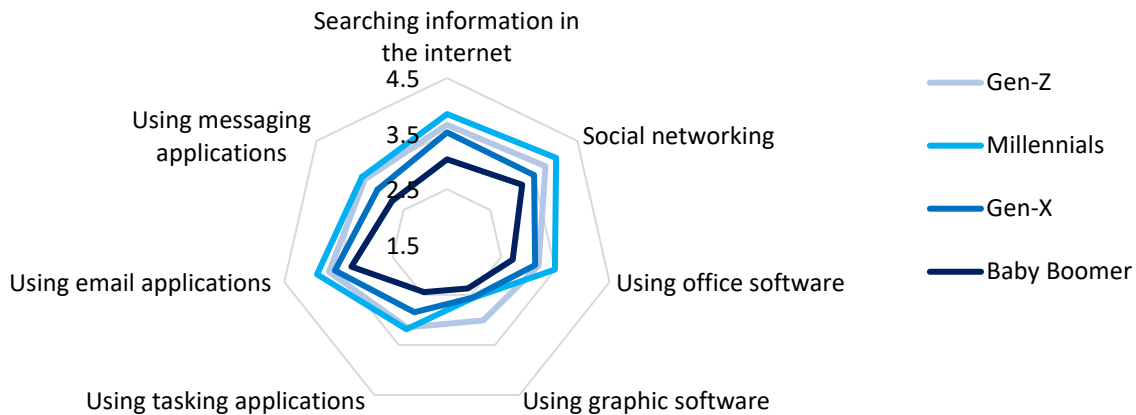 Searching information in
the internet
4.5
3.5
2.5
1.5
Social networking
Using office software
Using graphic software
Using tasking applications
Using email applications
Using messaging
applications
Gen-Z
Millennials
Gen-X
Baby Boomer